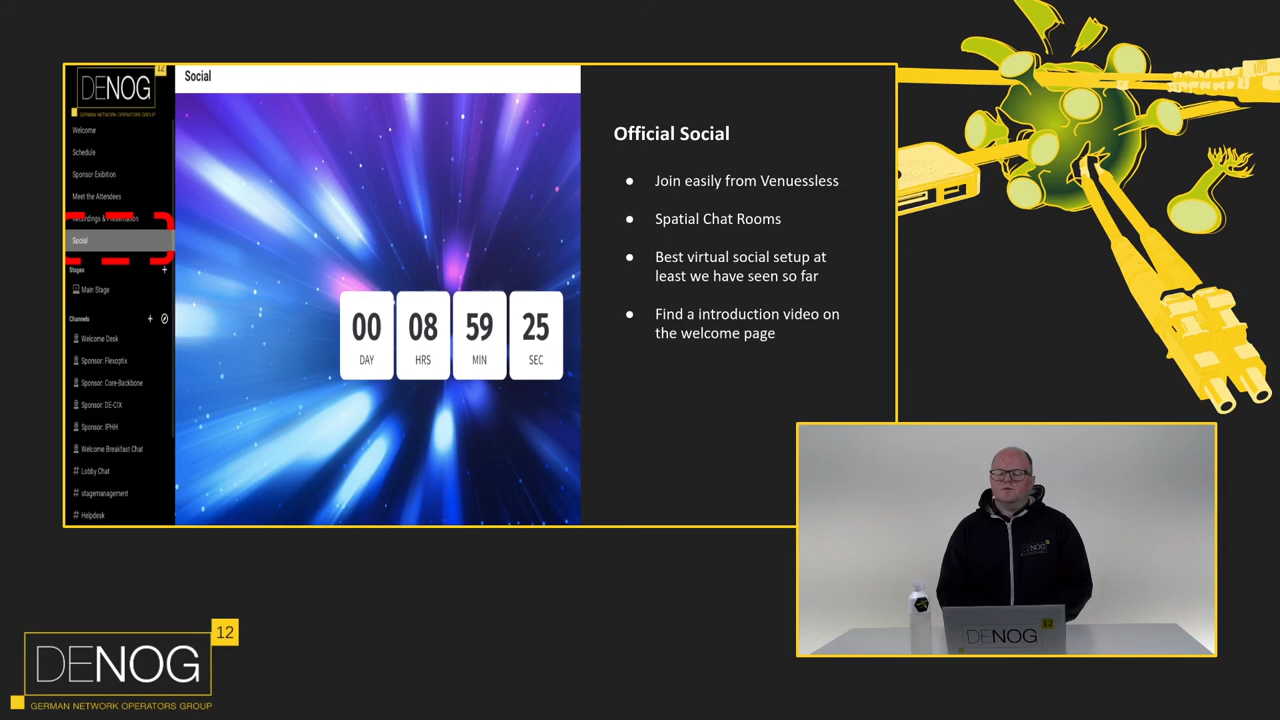 12
DENOG
GERMAN NETWORK OPERATORS GROUP
Welcome
Schedule
Sponsor Exibition
Meet the Attendees
Recordings & Presentation
Social
Stages +
Main Stage
Channels +
Welcome Desk
Sponsor: Flexoptix
Sponsor: Core-Backbone
Sponsor: DE-CIX
Sponsor: IPHH
Welcome Breakfast Chat
# Lobby Chat
# stagemanagement
# Helpdesk
Social
00 08 59 25
DAY HRS MIN SEC
Official Social
● Join easily from Venuessless
● Spatial Chat Rooms
● Best virtual social setup at
least we have seen so far
● Find a introduction video on
the welcome page
DENOG
DENOG 12
12
DENOG
GERMAN NETWORK OPERATORS GROUP